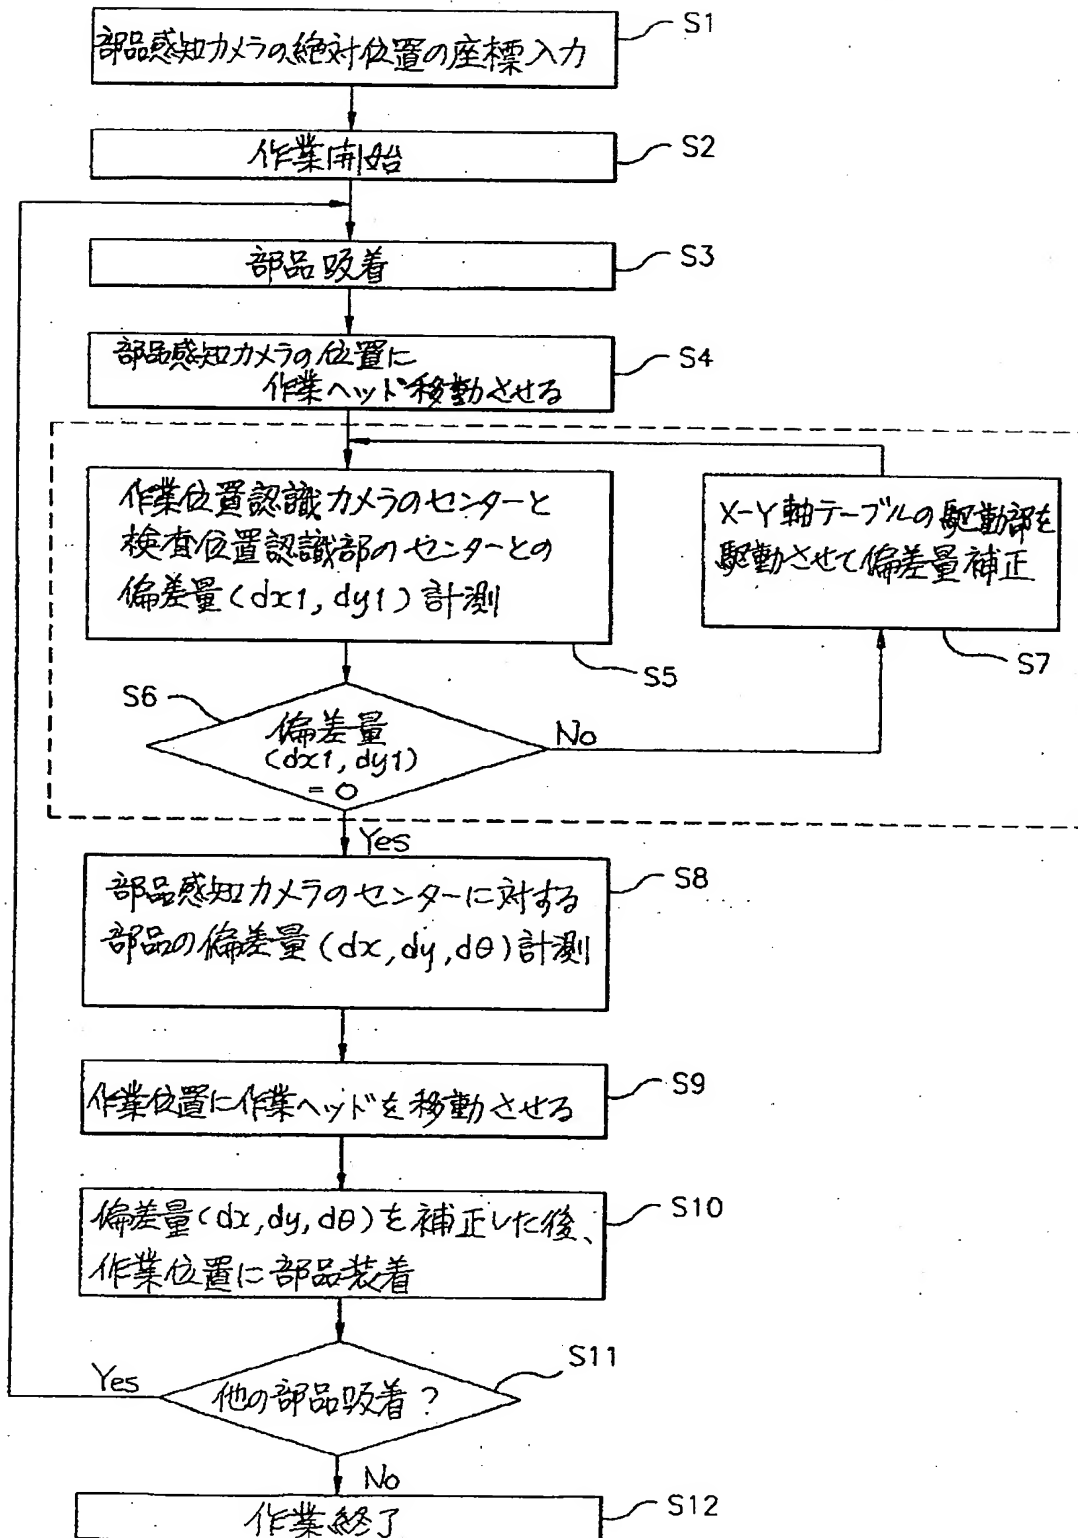 部品感知カメラの絶対位置の座標入力
S1
作業開始
S2
部品吸着
S3
部品感知カメラの位置に
作業ヘッド移動させる
S4
作業位置認識カメラのセンターと
検査位置認識部のセンターとの
偏差量(dx1, dy1)計測
S5
X-Y軸テーブルの駆動部を
駆動させて偏差量補正
S7
S6
偏差量
(dx1, dy1)
= 0
No
Yes
部品感知カメラのセンターに対する
部品の偏差量(dx, dy, dθ)計測
S8
作業位置に作業ヘッドを移動させる
S9
偏差量(dx, dy, dθ)を補正した後、
作業位置に部品装着
S10
他の部品吸着?
S11
Yes
No
作業終了
S12